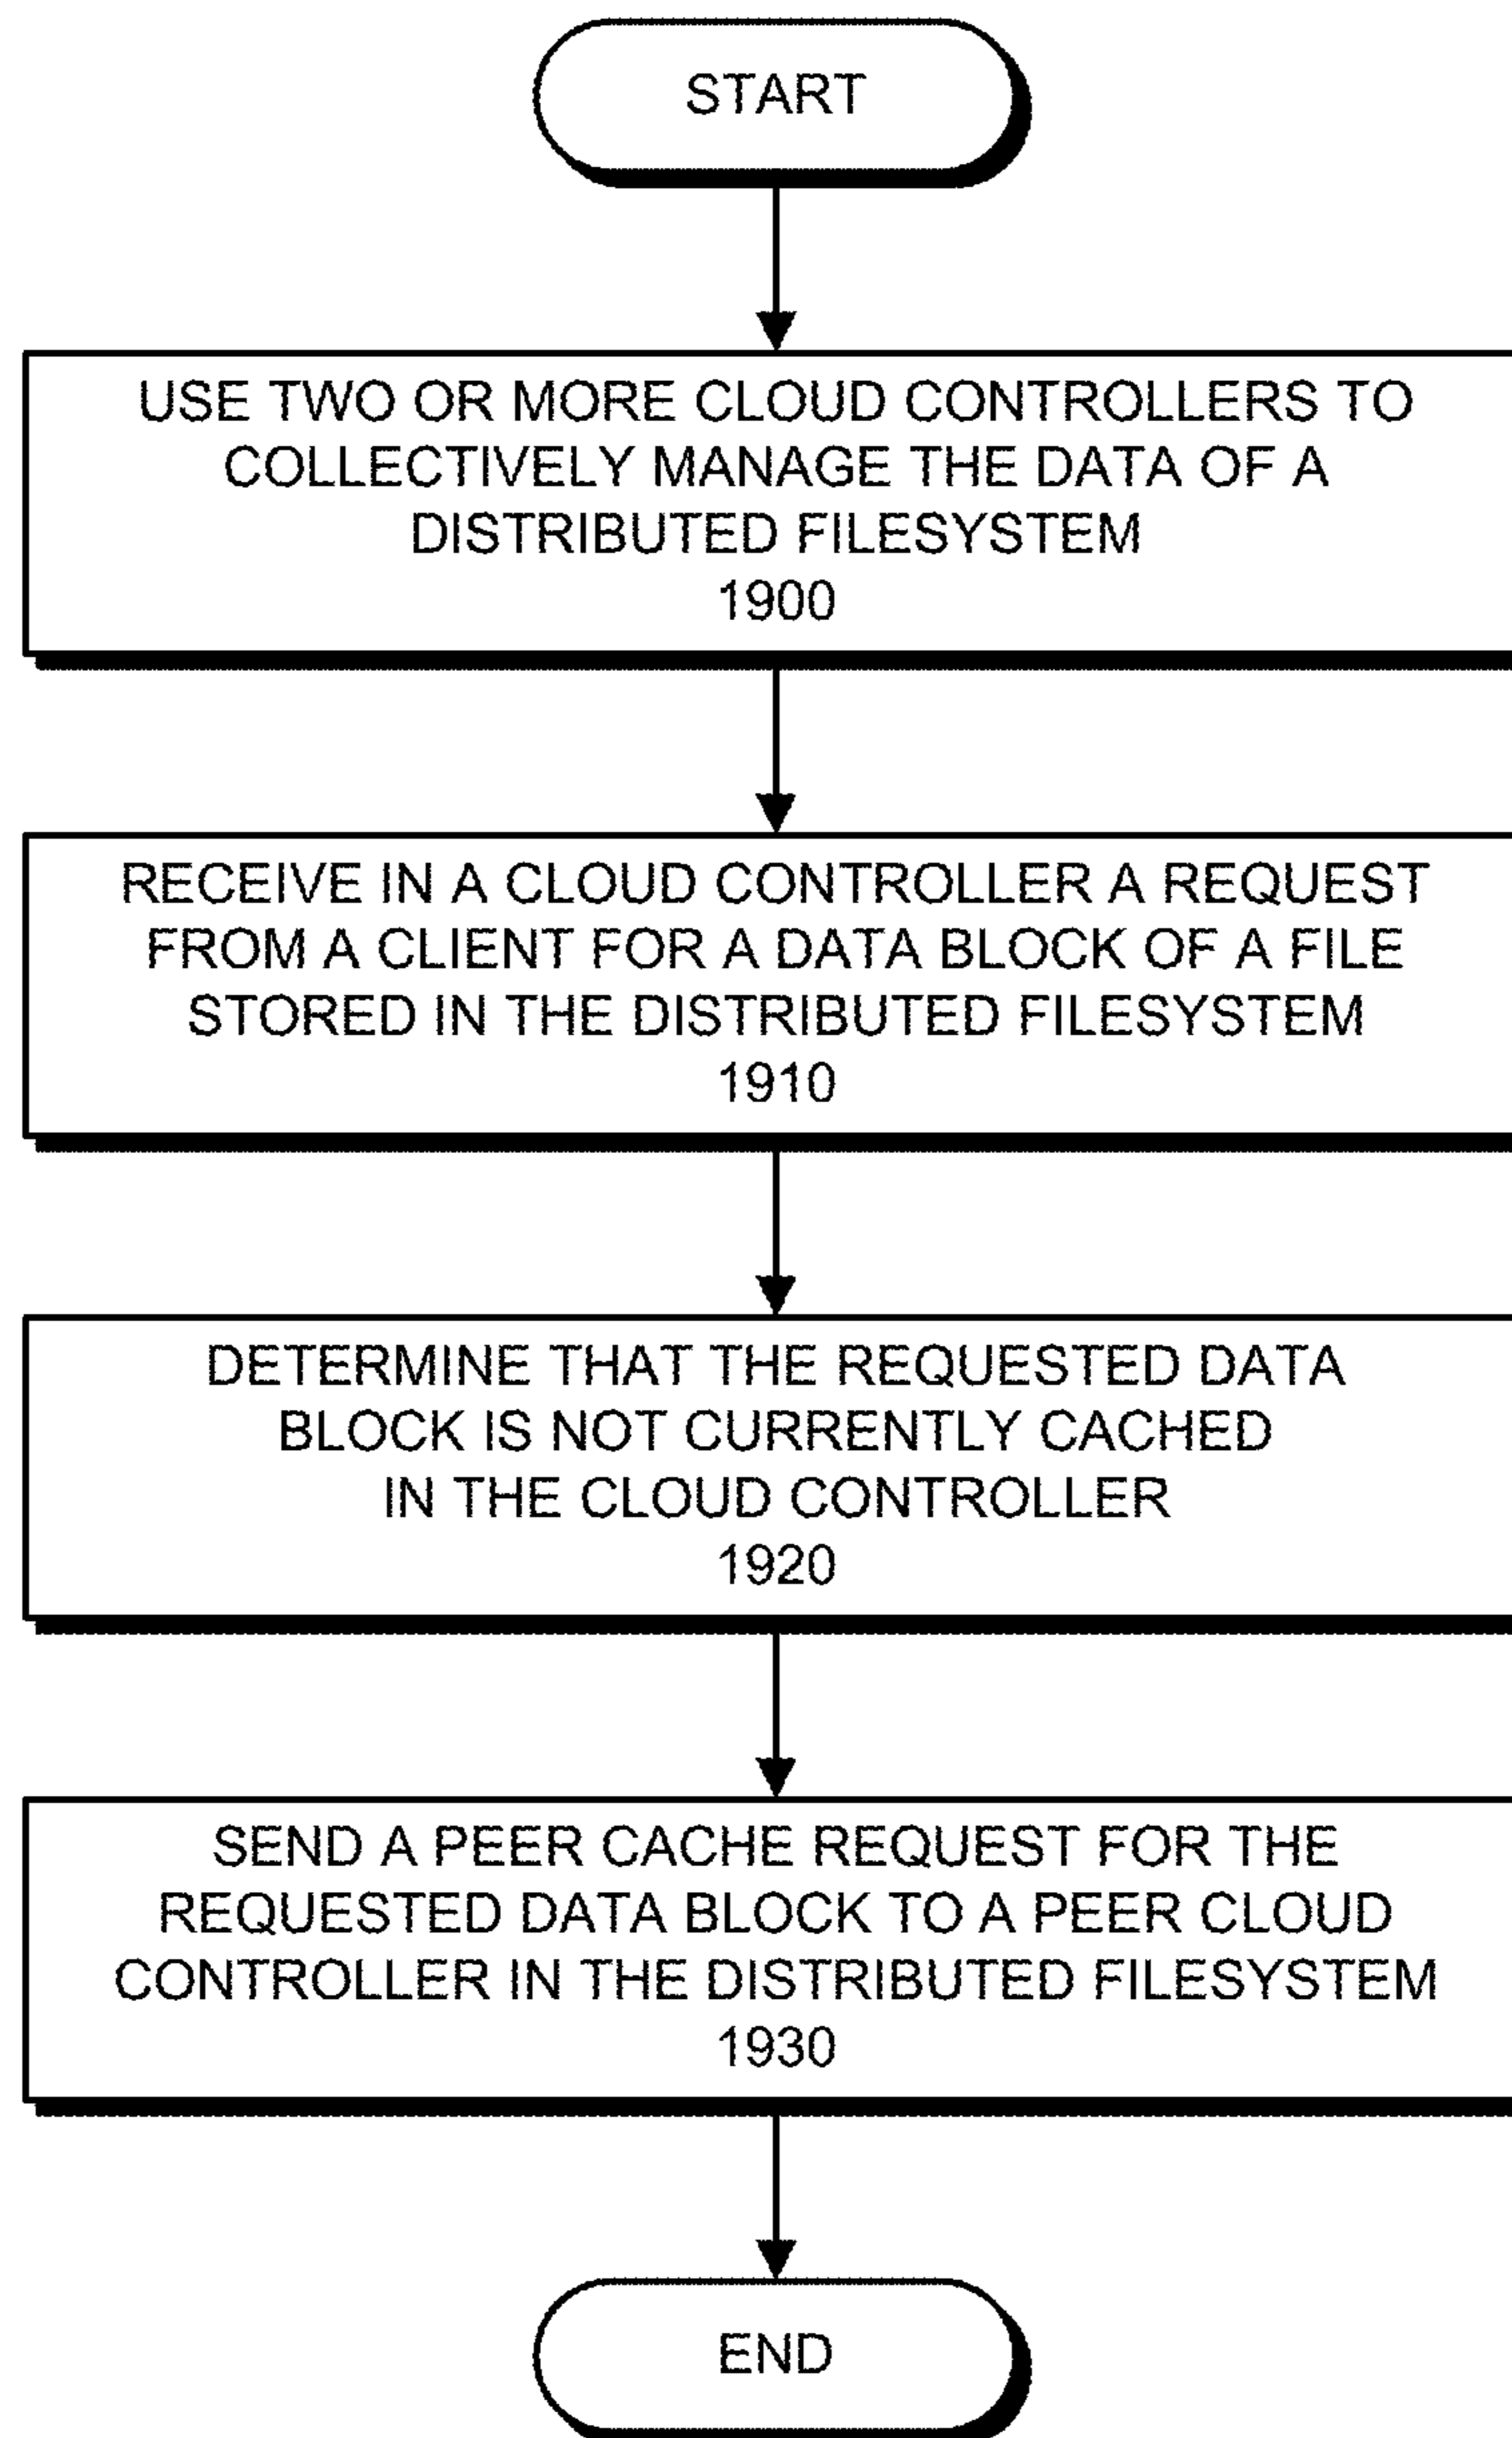 START
USE TWO OR MORE CLOUD CONTROLLERS TO
COLLECTIVELY MANAGE THE DATA OF A
DISTRIBUTED FILESYSTEM
1900
RECEIVE IN A CLOUD CONTROLLER A REQUEST
FROM A CLIENT FOR A DATA BLOCK OF A FILE
STORED IN THE DISTRIBUTED FILESYSTEM
1910
DETERMINE THAT THE REQUESTED DATA
BLOCK IS NOT CURRENTLY CACHED
IN THE CLOUD CONTROLLER
1920
SEND A PEER CACHE REQUEST FOR THE
REQUESTED DATA BLOCK TO A PEER CLOUD
CONTROLLER IN THE DISTRIBUTED FILESYSTEM
1930
END